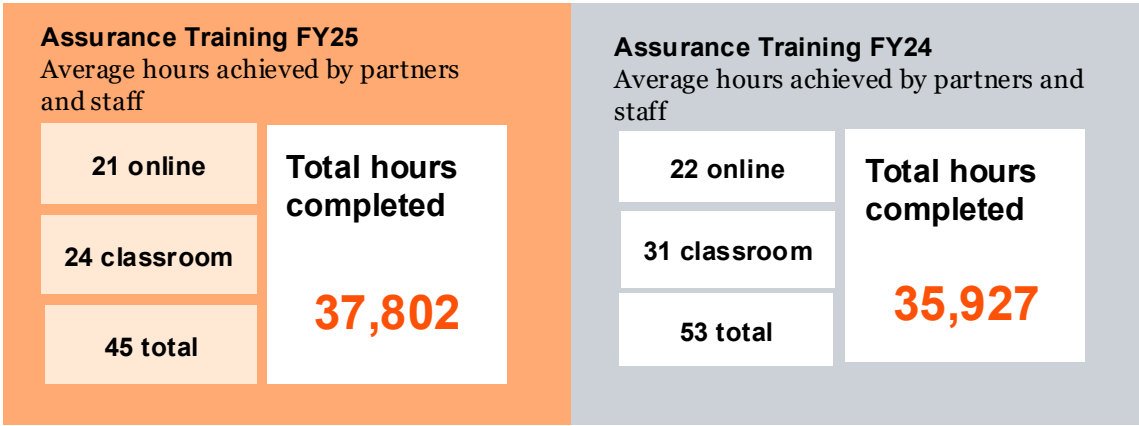 Assurance Training FY25
Average hours achieved by partners
and staff
21 online
24 classroom
45 total
Total hours
completed
37,802
Assurance Training FY24
Average hours achieved by partners and
staff
22 online
31 classroom
53 total
Total hours
completed
35,927